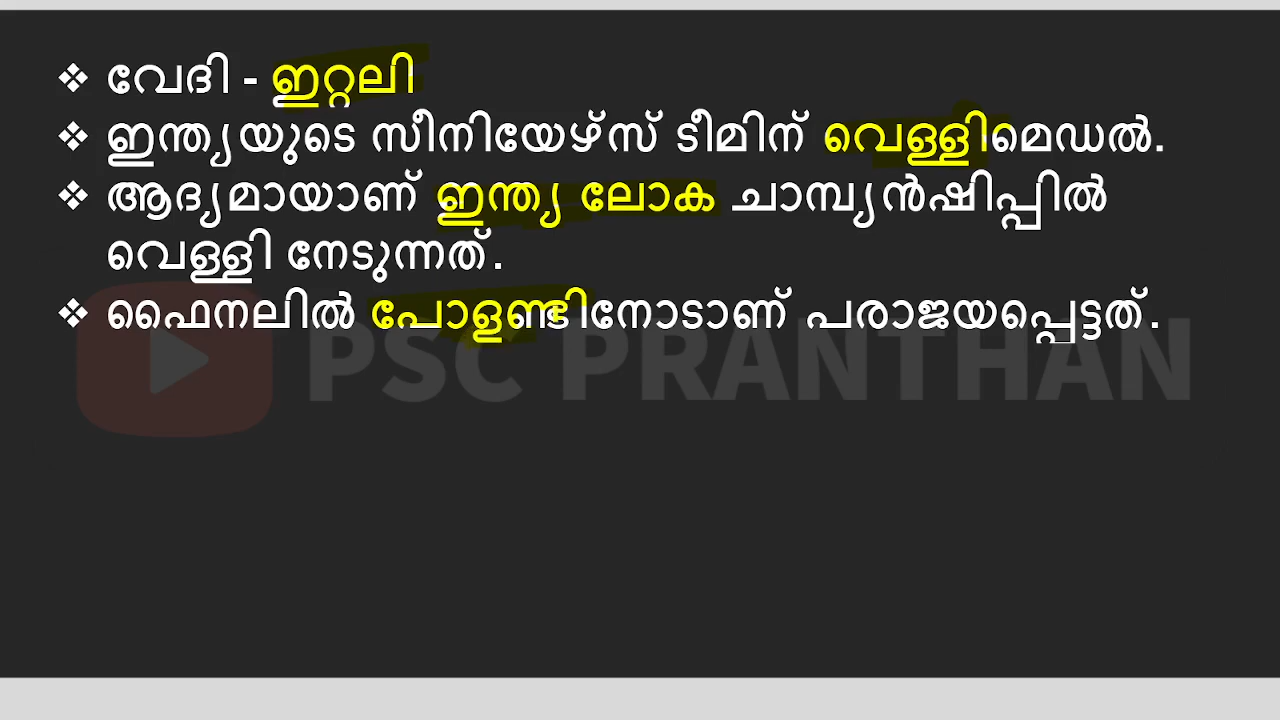 ❖ വേദി - ഇറ്റലി
❖ ഇന്ത്യയുടെ സീനിയേഴ്സ് ടീമിന് വെള്ളിമെഡൽ.
❖ ആദ്യമായാണ് ഇന്ത്യ ലോക ചാമ്പ്യൻഷിപ്പിൽ
വെള്ളി നേടുന്നത്.
❖ ഫൈനലിൽ പോളണ്ടിനോടാണ് പരാജയപ്പെട്ടത്.
PSC PRANTHAN